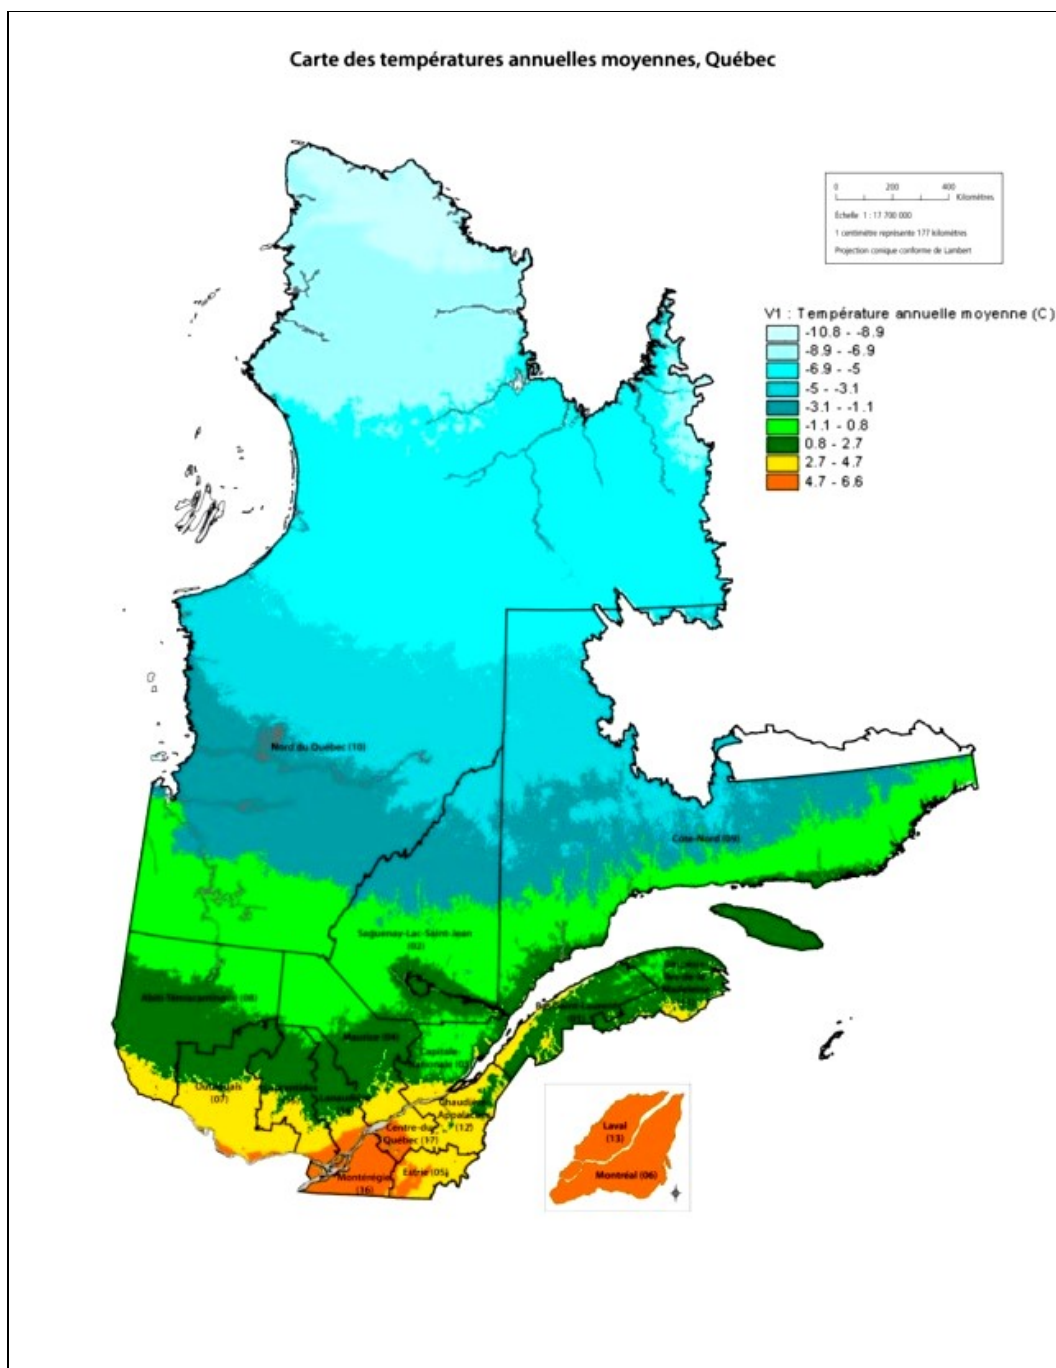 Carte des températures annuelles moyennes, Québec
0 200 400
Kilomètres
Échelle 1 : 17 700 000
1 centimètre représente 177 kilomètres
Projection conique conforme de Lambert
V1 : Température annuelle moyenne (C)
-10.8 - -8.9
-8.9 - -6.9
-6.9 - -5
-5 - -3.1
-3.1 - -1.1
-1.1 - 0.8
0.8 - 2.7
2.7 - 4.7
4.7 - 6.6
Nord du Québec (10)
Côte-Nord (09)
Saguenay-Lac-Saint-Jean
(02)
Mauricie (04)
Capitale-
Outaouais
(07)
Chaudière-
Appalaches
(12)
Centre-du-
Québec (17)
Estrie (05)
Montérégie
(16)
Laval
(13)
Montréal (06)